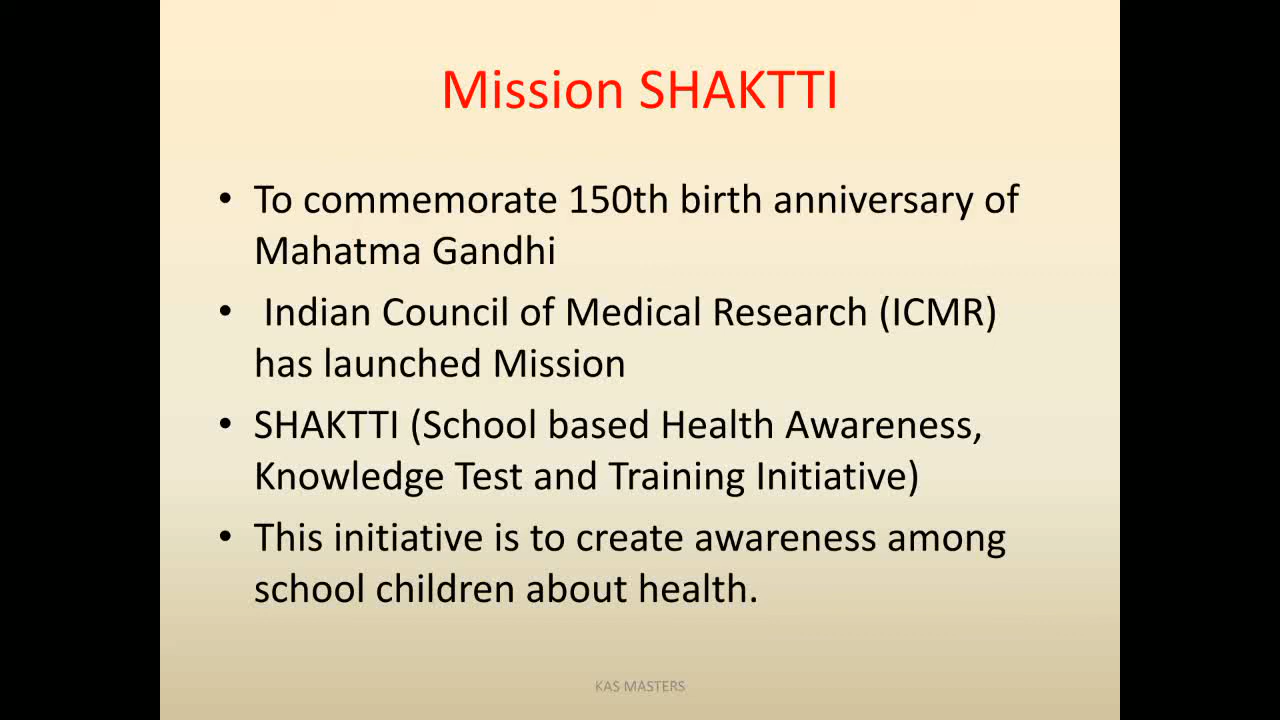 Mission SHAKTTI
• To commemorate 150th birth anniversary of
Mahatma Gandhi
• Indian Council of Medical Research (ICMR)
has launched Mission
• SHAKTTI (School based Health Awareness,
Knowledge Test and Training Initiative)
• This initiative is to create awareness among
school children about health.
KAS MASTERS